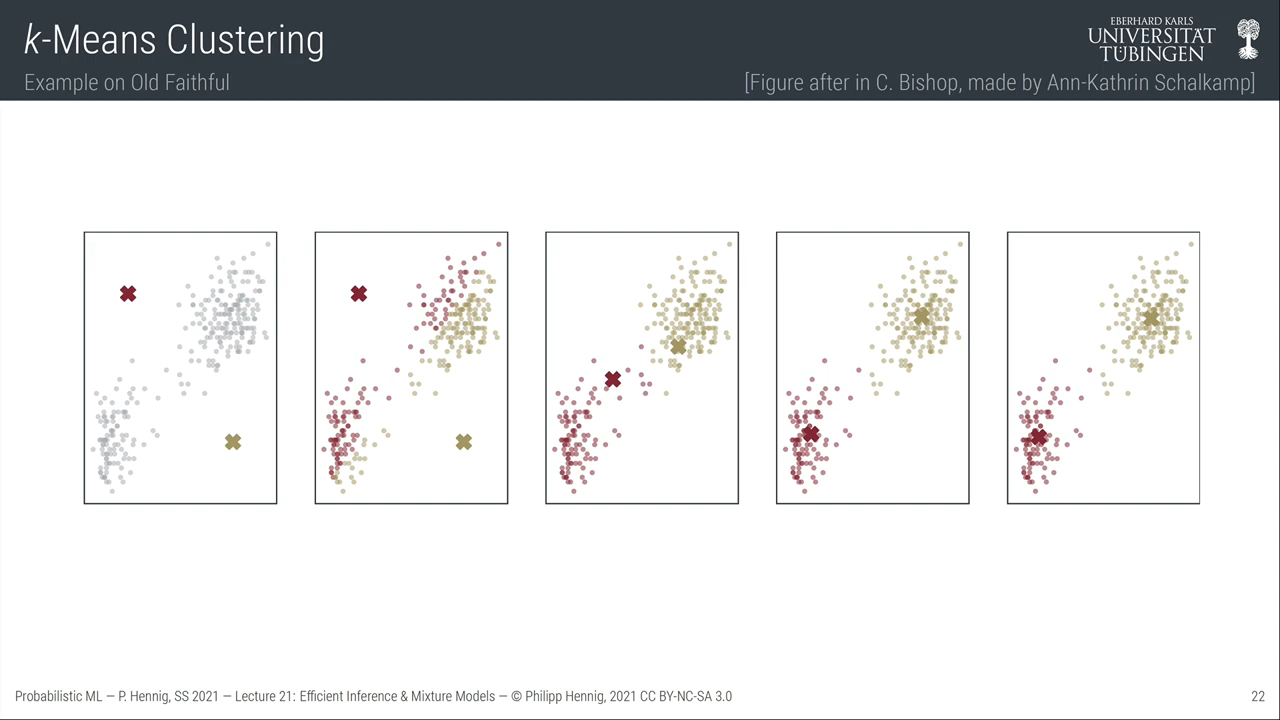 k-Means Clustering
Example on Old Faithful
EBERHARD KARLS
UNIVERSITÄT
TÜBINGEN
[Figure after in C. Bishop, made by Ann-Kathrin Schalkamp]
Probabilistic ML — P. Hennig, SS 2021 — Lecture 21: Efficient Inference & Mixture Models — © Philipp Hennig, 2021 CC BY-NC-SA 3.0
22